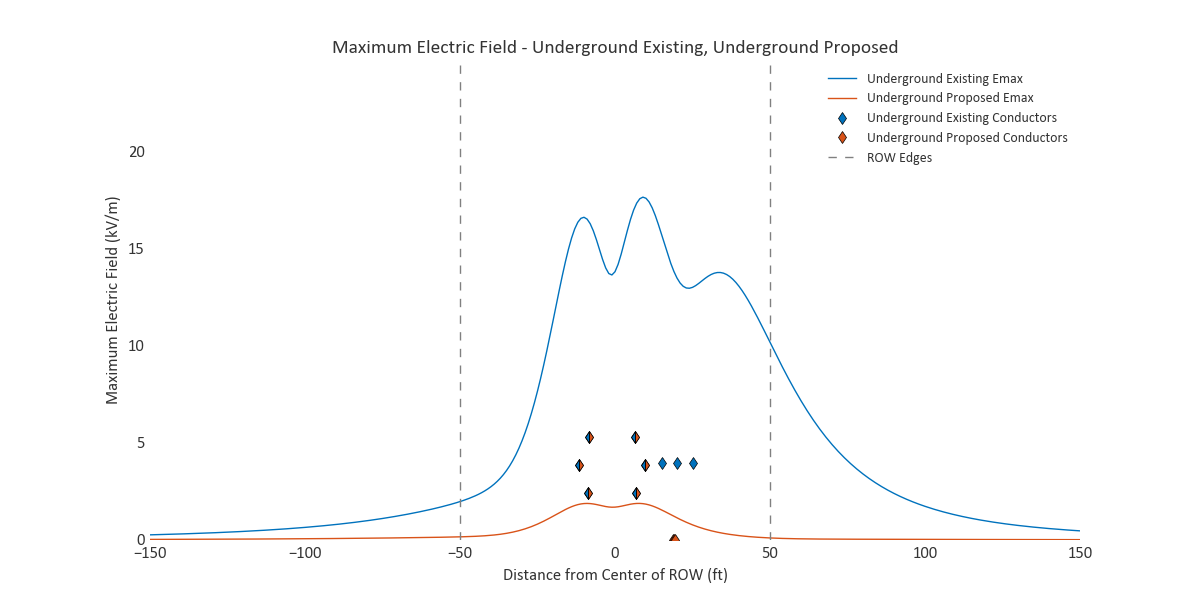 Maximum Electric Field - Underground Existing, Underground Proposed
Underground Existing Emax
Underground Proposed Emax
Underground Existing Conductors
Underground Proposed Conductors
ROW Edges
Maximum Electric Field (kV/m)
20
15
10
5
0
−150
−100
−50
0
50
100
150
Distance from Center of ROW (ft)